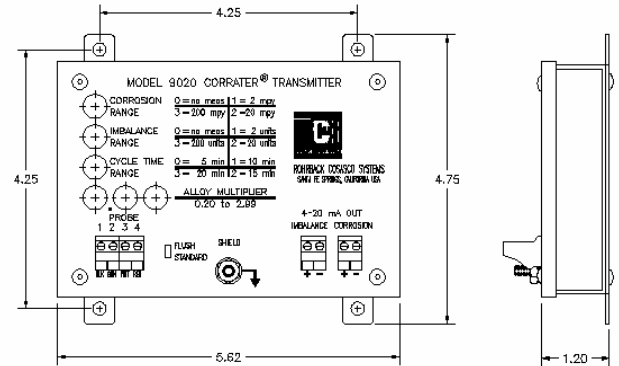 4.25
MODEL 9020 CORRATER® TRANSMITTER
CORROSION RANGE
0=no meas 1 = 2 mpy
3-200 mpy 2-20 mpy
IMBALANCE RANGE
0=no meas 1 = 2 units
3-200 units 2-20 units
CYCLE TIME RANGE
0= 5 min 1=10 min
3- 20 min 2-15 min
ALLOY MULTIPLIER
0.20 to 2.99
C
ROHRBACK COSASCO SYSTEMS
SANTA FE SPRINGS, CALIFORNIA USA
4.25
4.75
PROBE
1 2 3 4
FLUSH
STANDARD
SHIELD
4-20 mA OUT
IMBALANCE CORROSION
+ - + -
5.62
1.20